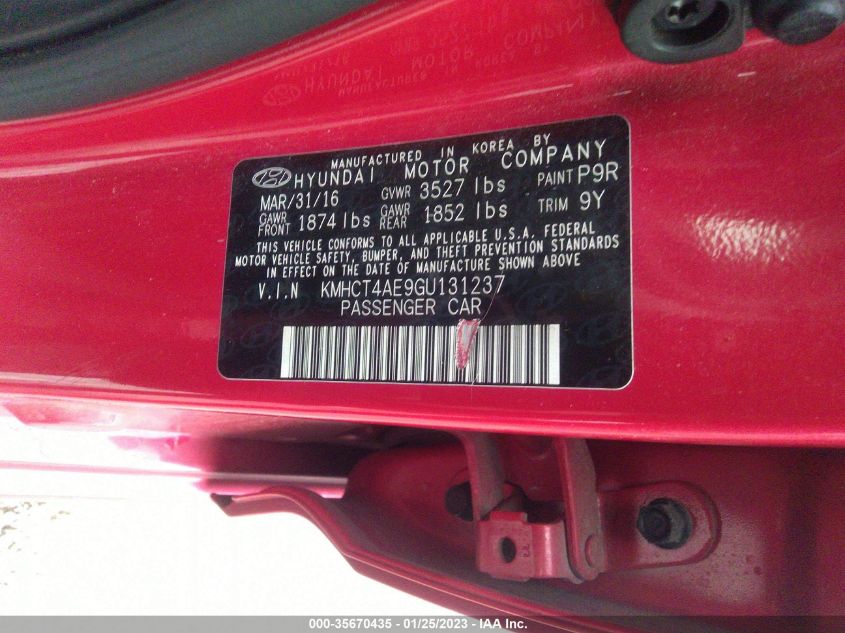 MANUFACTURED IN KOREA BY
HYUNDAI MOTOR COMPANY
MAR/31/16 GVWR 3527 lbs PAINT P9R
GAWR FRONT 1874 lbs GAWR REAR 1852 lbs TRIM 9Y
THIS VEHICLE CONFORMS TO ALL APPLICABLE U.S.A. FEDERAL
MOTOR VEHICLE SAFETY, BUMPER, AND THEFT PREVENTION STANDARDS
IN EFFECT ON THE DATE OF MANUFACTURE SHOWN ABOVE
V.I.N KMHCT4AE9GU131237
PASSENGER CAR
000-35670435 - 01/25/2023 - IAA Inc.